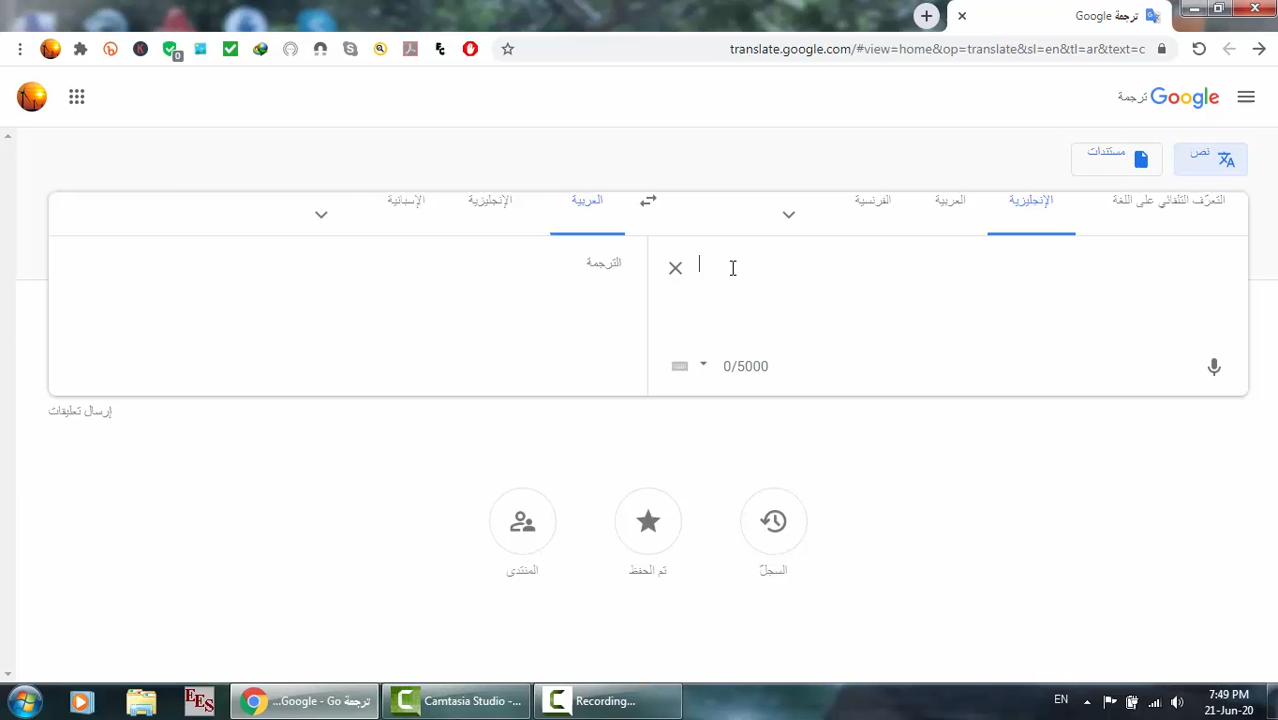 ترجمة Google
translate.google.com/#view=home&op=translate&sl=en&tl=ar&text=c
0
Google ترجمة
نص
مستندات
التعرّف التلقائي على اللغة
الإنجليزية
العربية
الفرنسية
العربية
الإنجليزية
الإسبانية
الترجمة
0/5000
إرسال تعليقات
السجلّ
تم الحفظ
المنتدى
EES
ترجمة Google - Go...
Camtasia Studio -...
Recording...
EN
7:49 PM
21-Jun-20